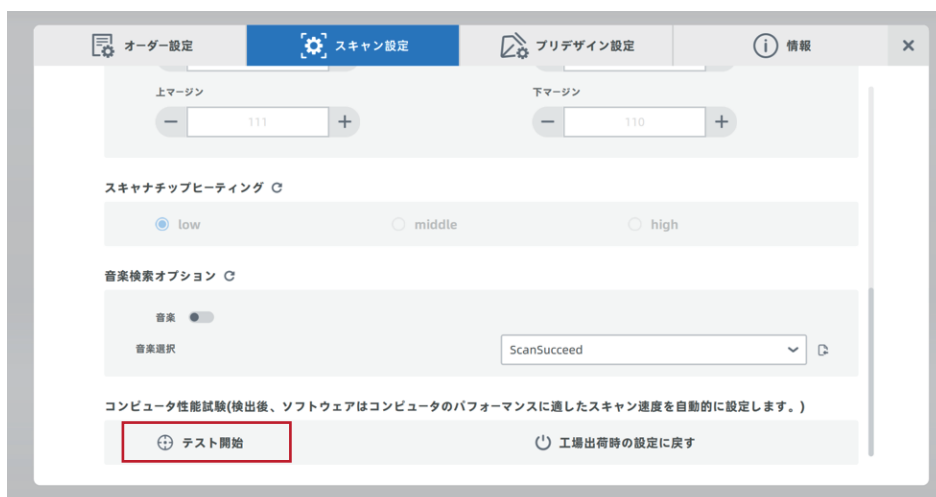 オーダー設定
スキャン設定
プリデザイン設定
情報
上マージン
下マージン
111
110
スキャナチップヒーティング
low
middle
high
音楽検索オプション
音楽
音楽選択
ScanSucceed
コンピュータ性能試験(検出後、ソフトウェアはコンピュータのパフォーマンスに適したスキャン速度を自動的に設定します。)
テスト開始
工場出荷時の設定に戻す